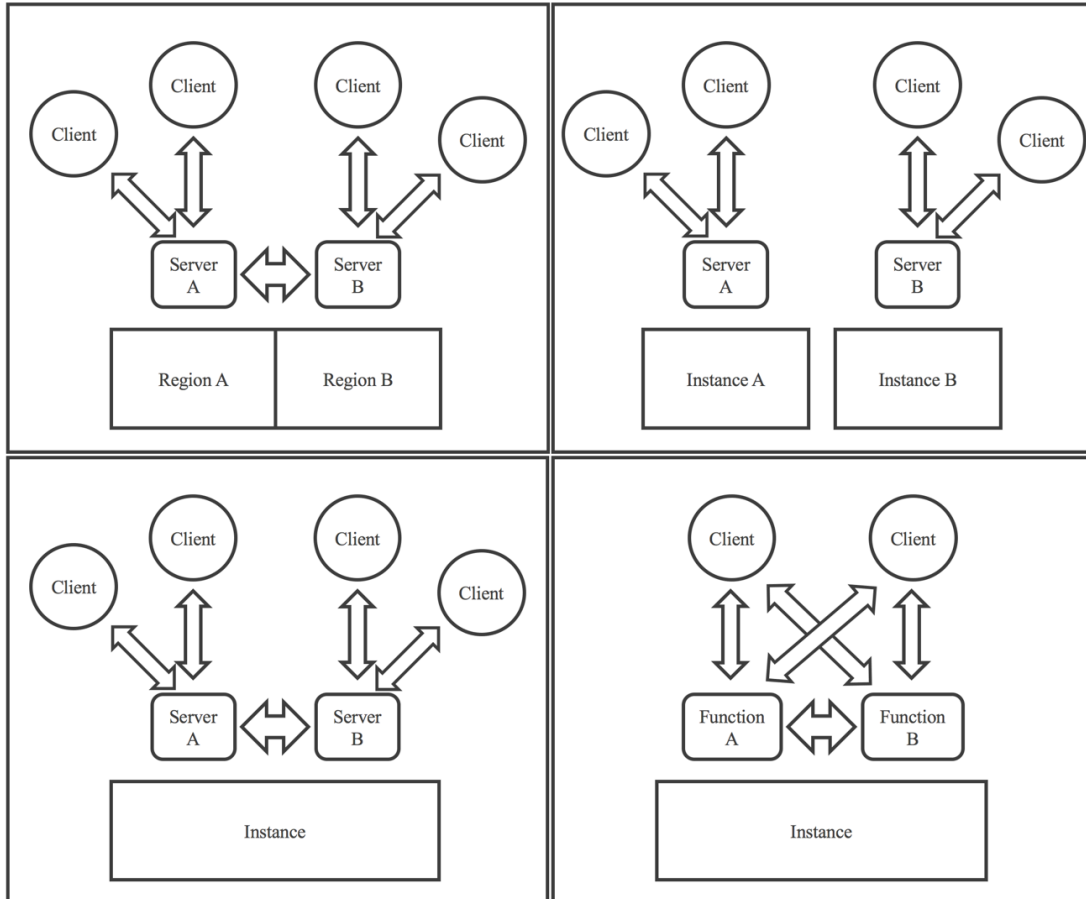 Client
Client
Client
Client
Server
A
Server
B
Region A
Region B
Client
Client
Client
Client
Server
A
Server
B
Instance A
Instance B
Client
Client
Client
Client
Server
A
Server
B
Instance
Client
Client
Function
A
Function
B
Instance